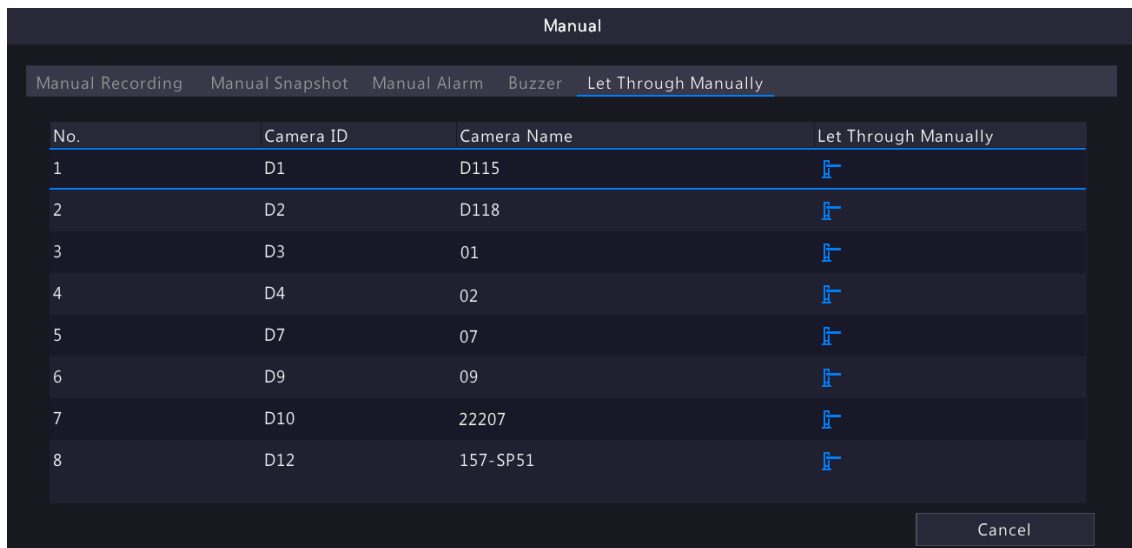 Manual
Manual Recording Manual Snapshot Manual Alarm Buzzer Let Through Manually
No. Camera ID Camera Name Let Through Manually
1 D1 D115
2 D2 D118
3 D3 01
4 D4 02
5 D7 07
6 D9 09
7 D10 22207
8 D12 157-SP51
Cancel